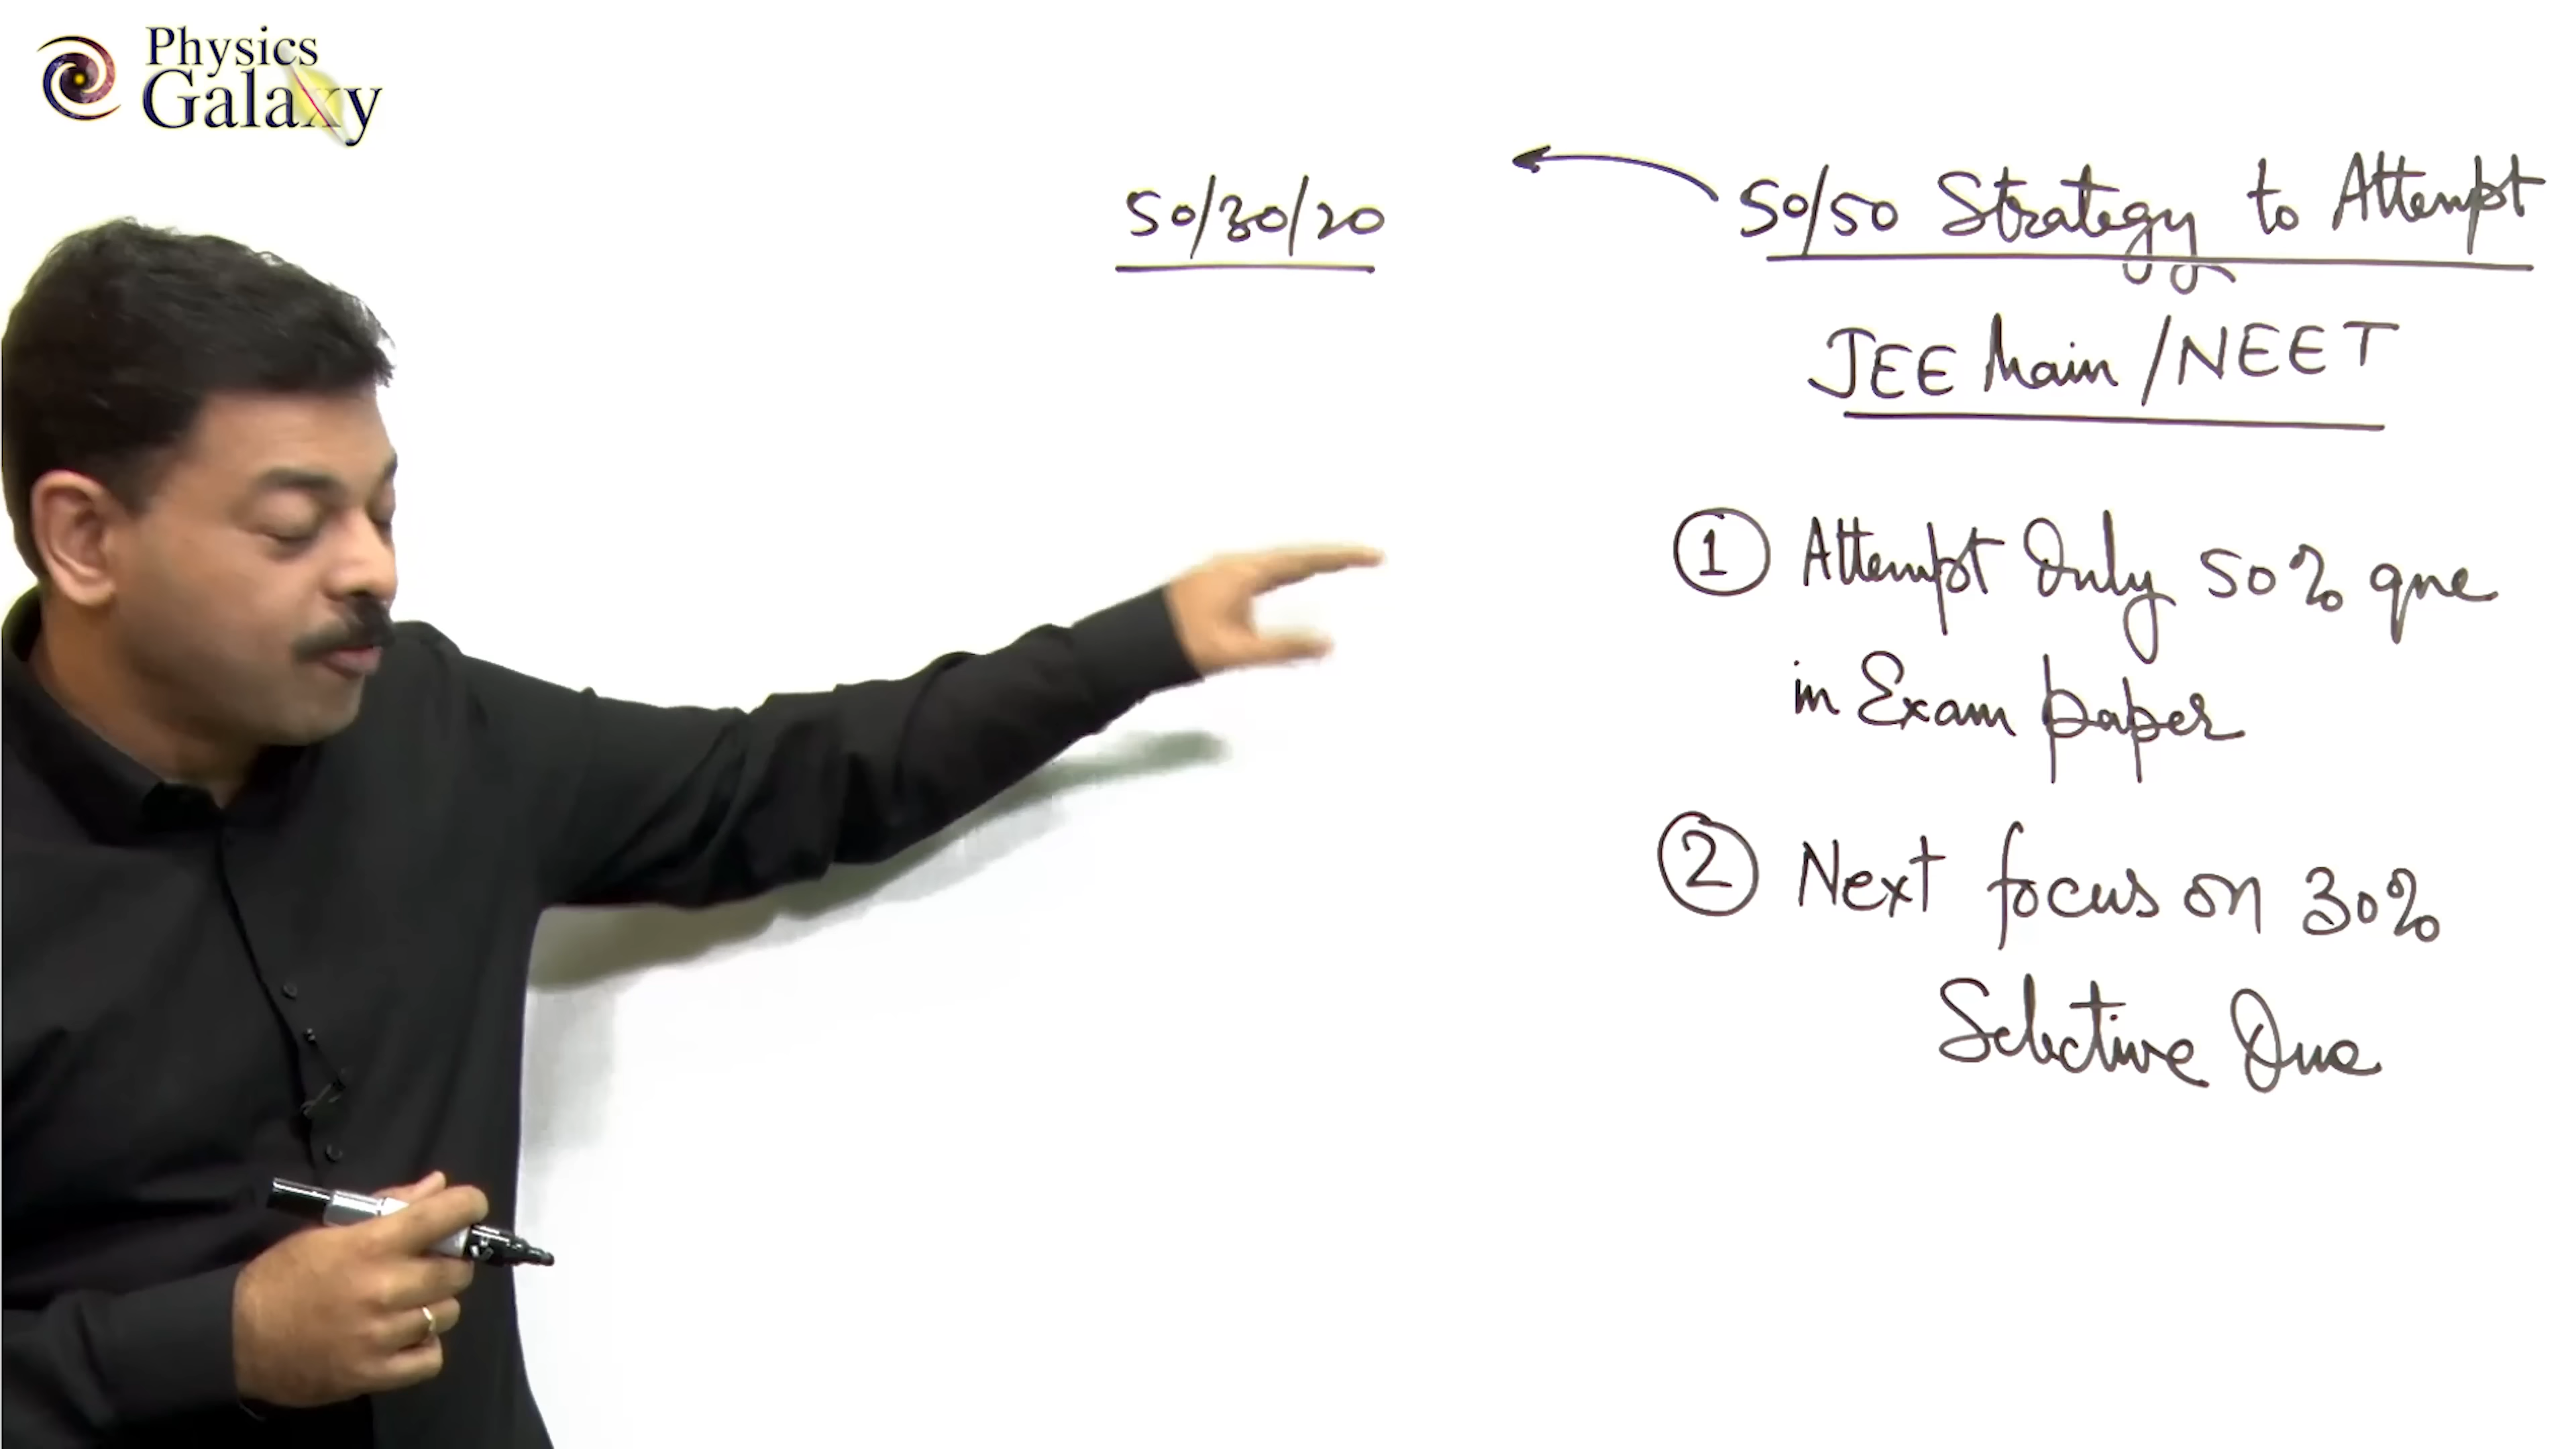 Physics
Galaxy
50/30/20
50/50 Strategy to Attempt
JEE Main/NEET
1 Attempt Only 50% que
in Exam paper
2 Next focus on 30%
Selective Que